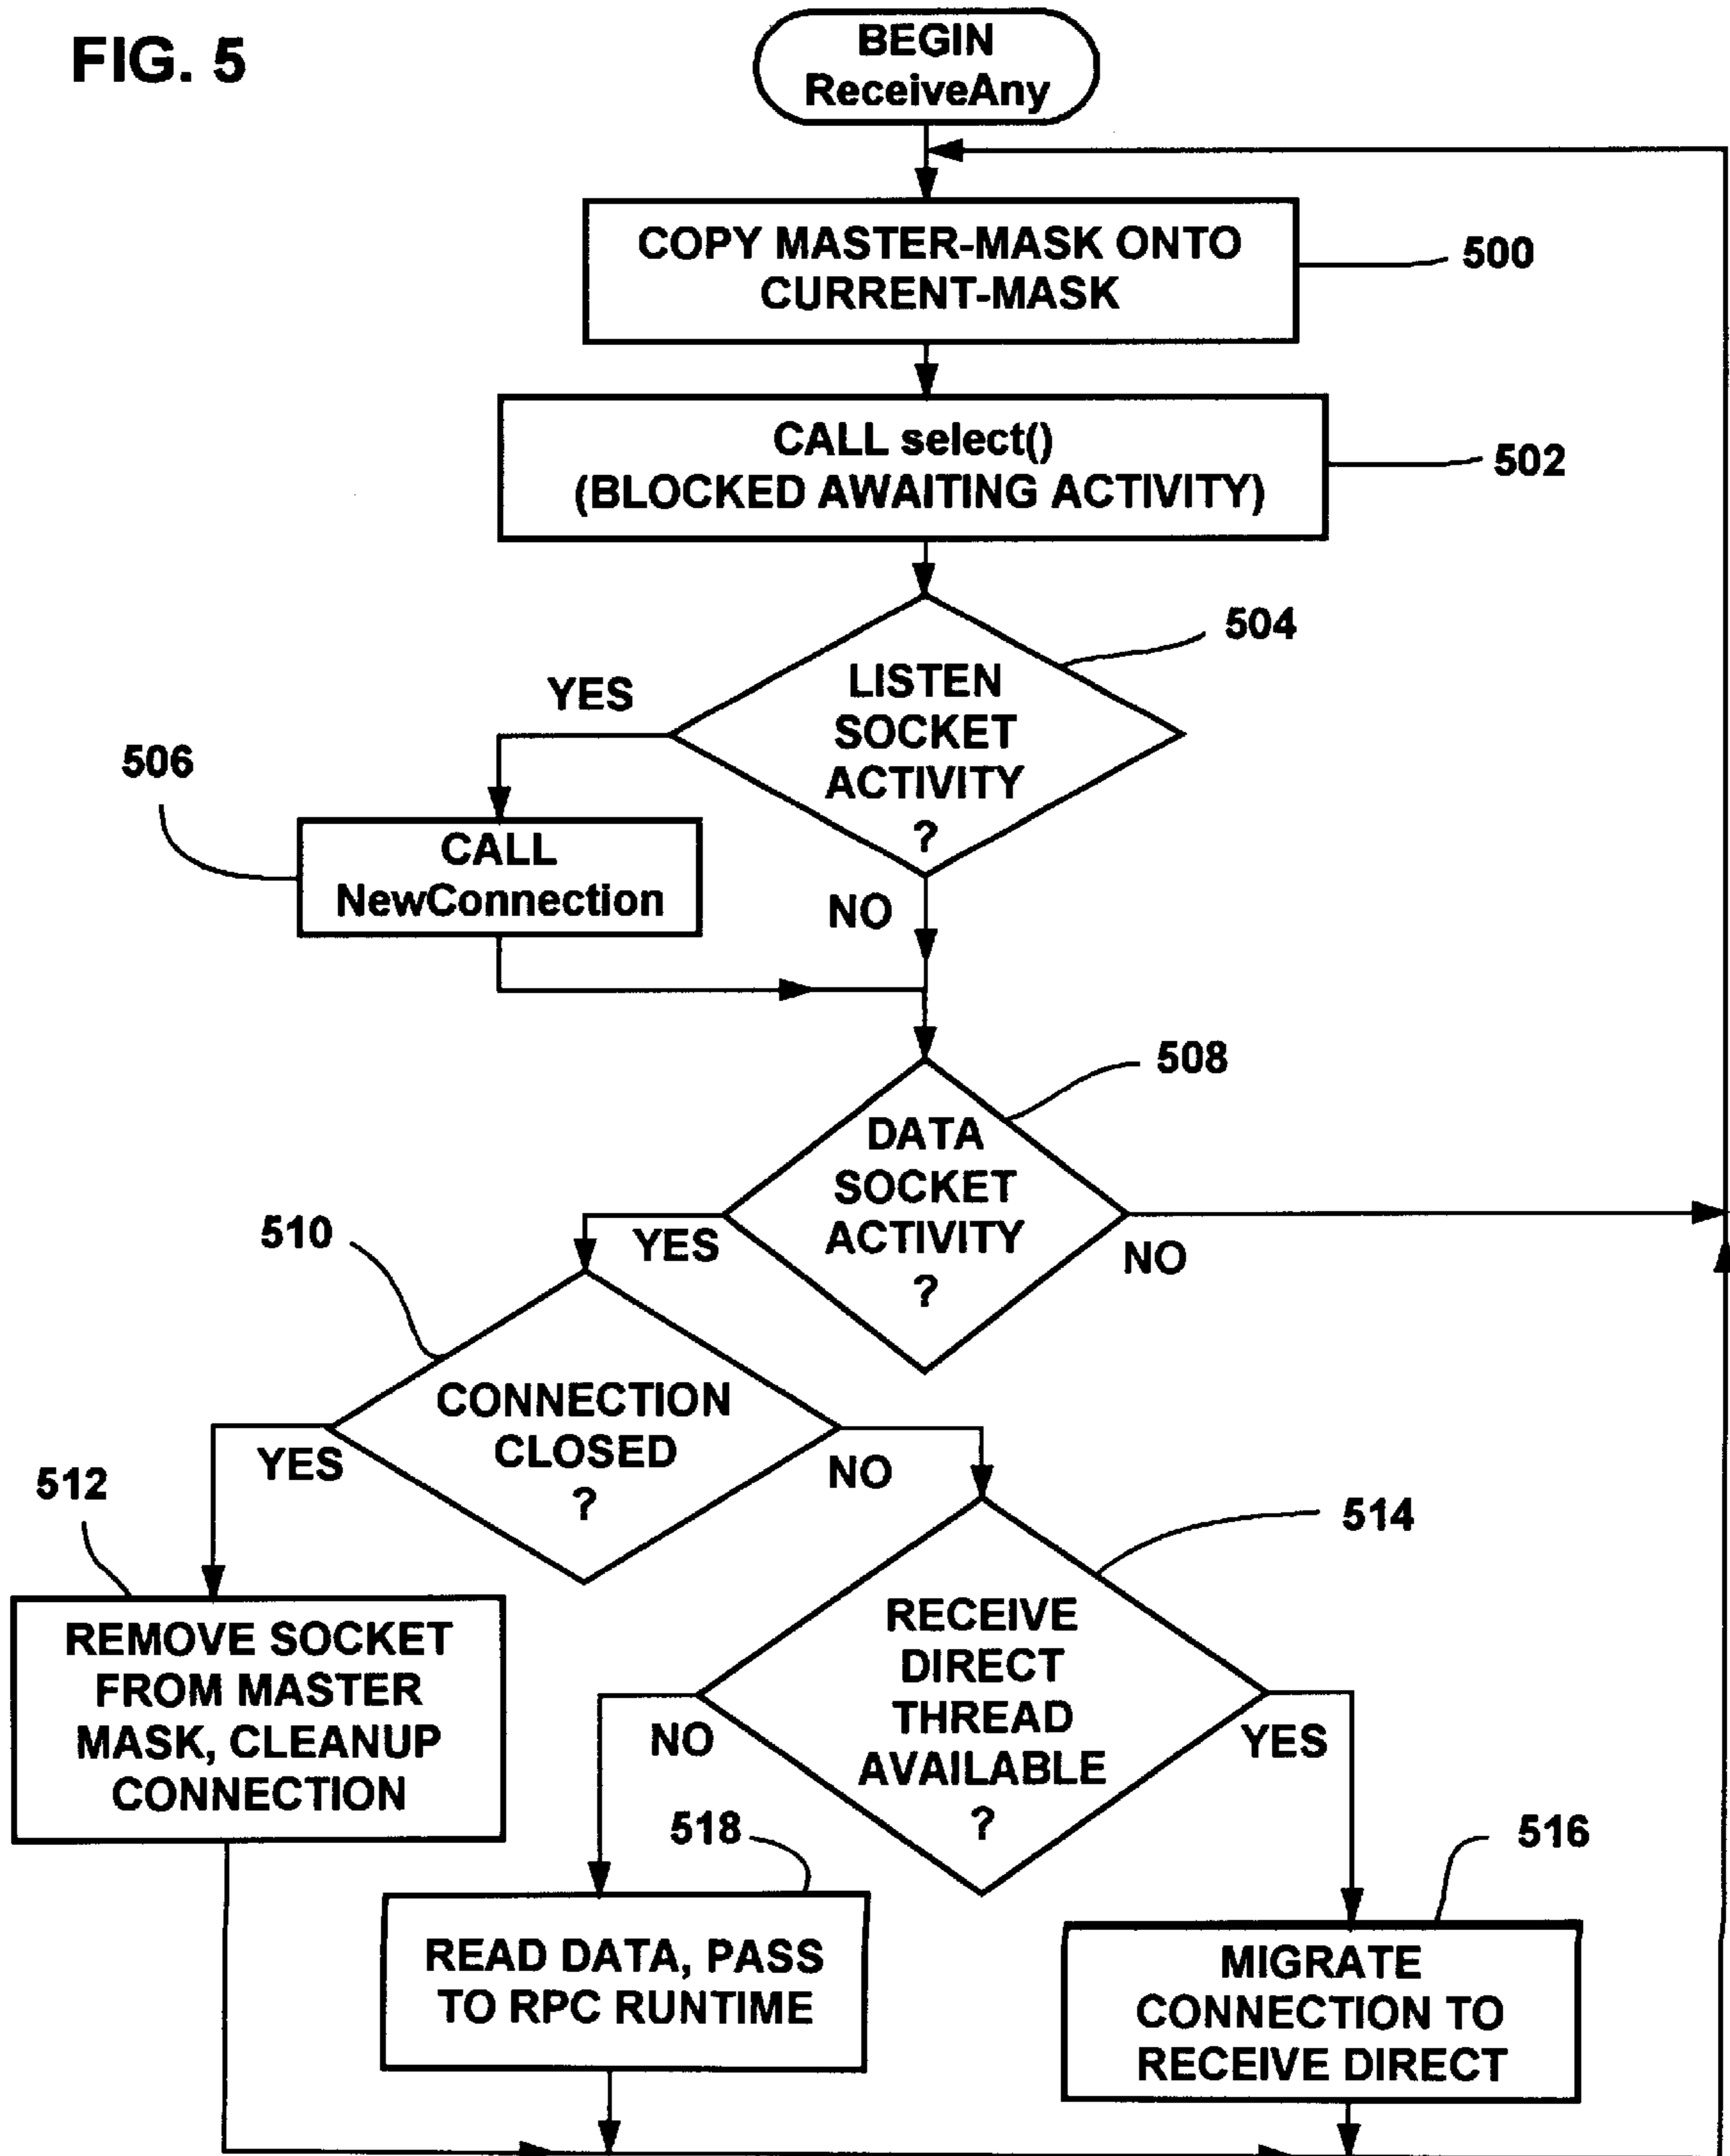 FIG. 5
BEGIN
ReceiveAny
COPY MASTER-MASK ONTO
CURRENT-MASK
500
CALL select()
(BLOCKED AWAITING ACTIVITY)
502
504
LISTEN
SOCKET
ACTIVITY
?
YES
506
CALL
NewConnection
NO
508
DATA
SOCKET
ACTIVITY
?
YES
NO
510
CONNECTION
CLOSED
?
YES
NO
512
REMOVE SOCKET
FROM MASTER
MASK, CLEANUP
CONNECTION
514
RECEIVE
DIRECT
THREAD
AVAILABLE
?
NO
YES
518
READ DATA, PASS
TO RPC RUNTIME
516
MIGRATE
CONNECTION TO
RECEIVE DIRECT